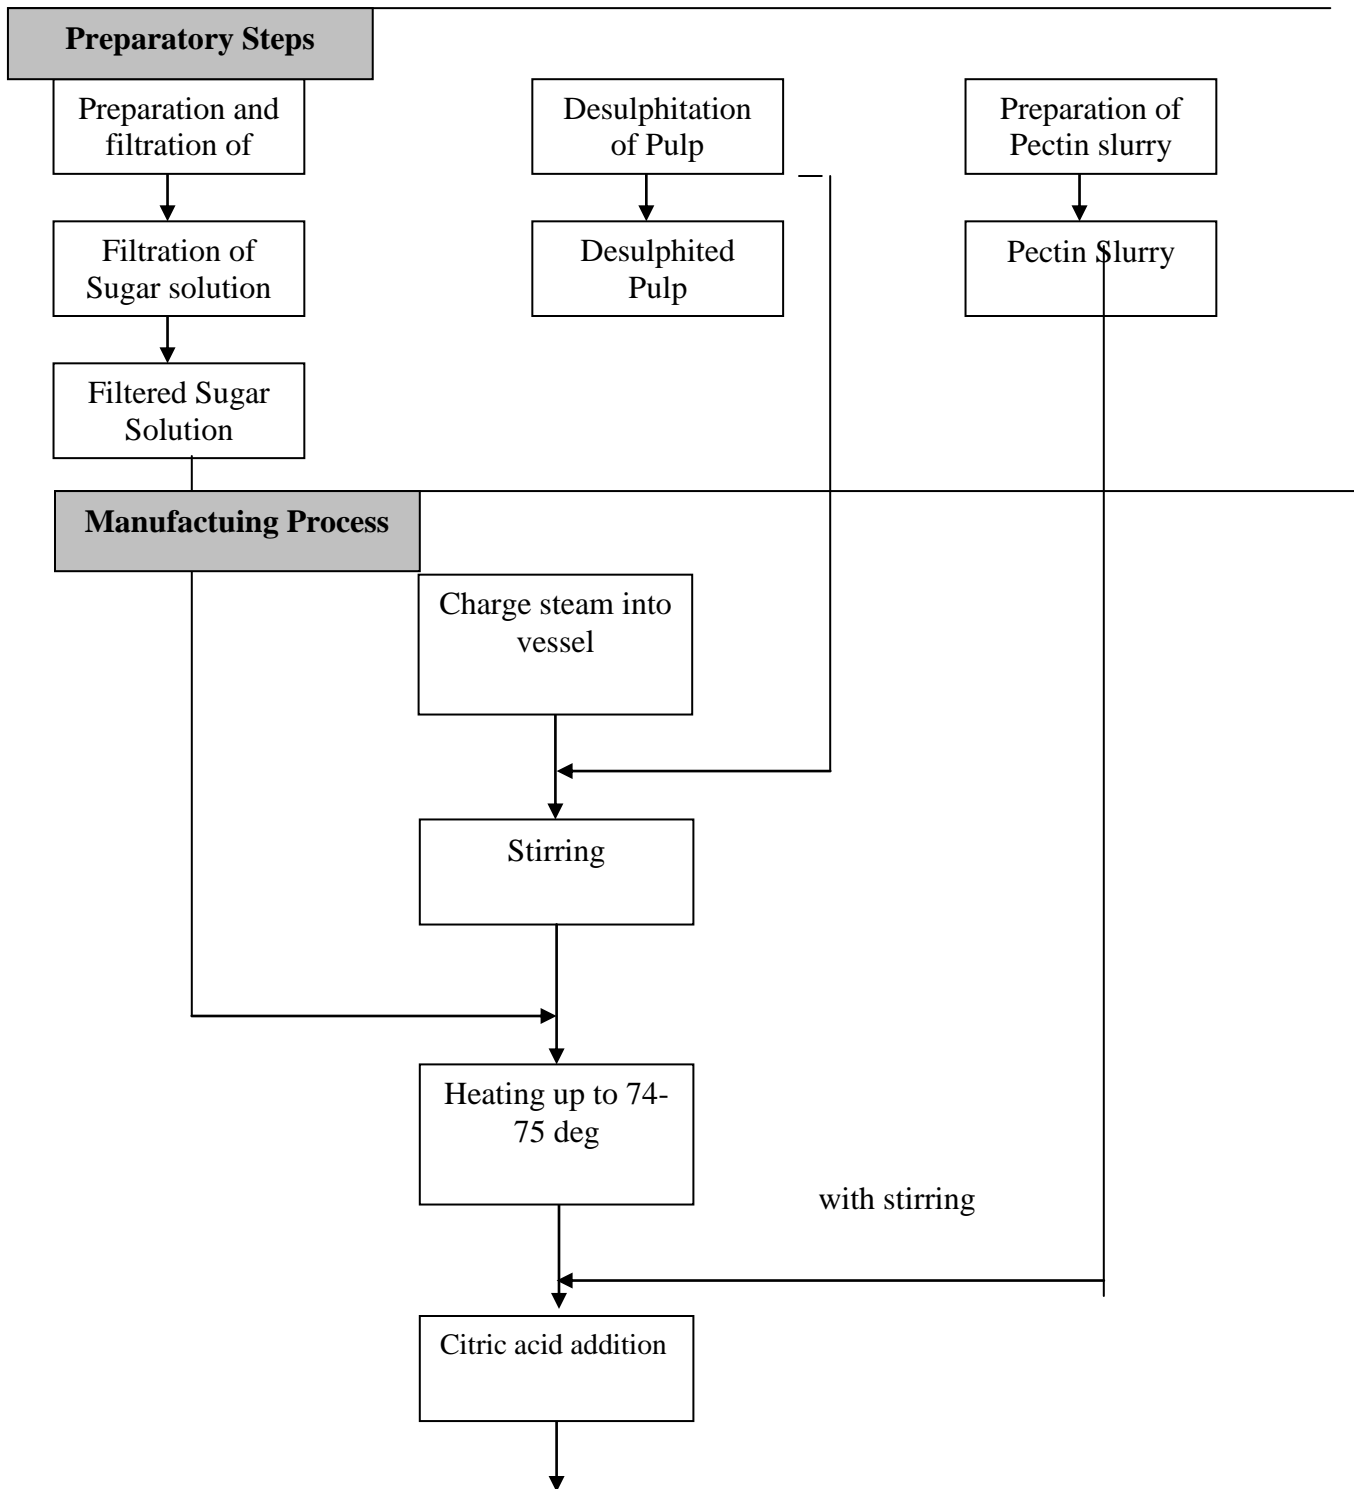 Preparatory Steps
Preparation and
filtration of
Desulphitation
of Pulp
Preparation of
Pectin slurry
Filtration of
Sugar solution
Desulphited
Pulp
Pectin Slurry
Filtered Sugar
Solution
Manufactuing Process
Charge steam into
vessel
Stirring
Heating up to 74-
75 deg
with stirring
Citric acid addition